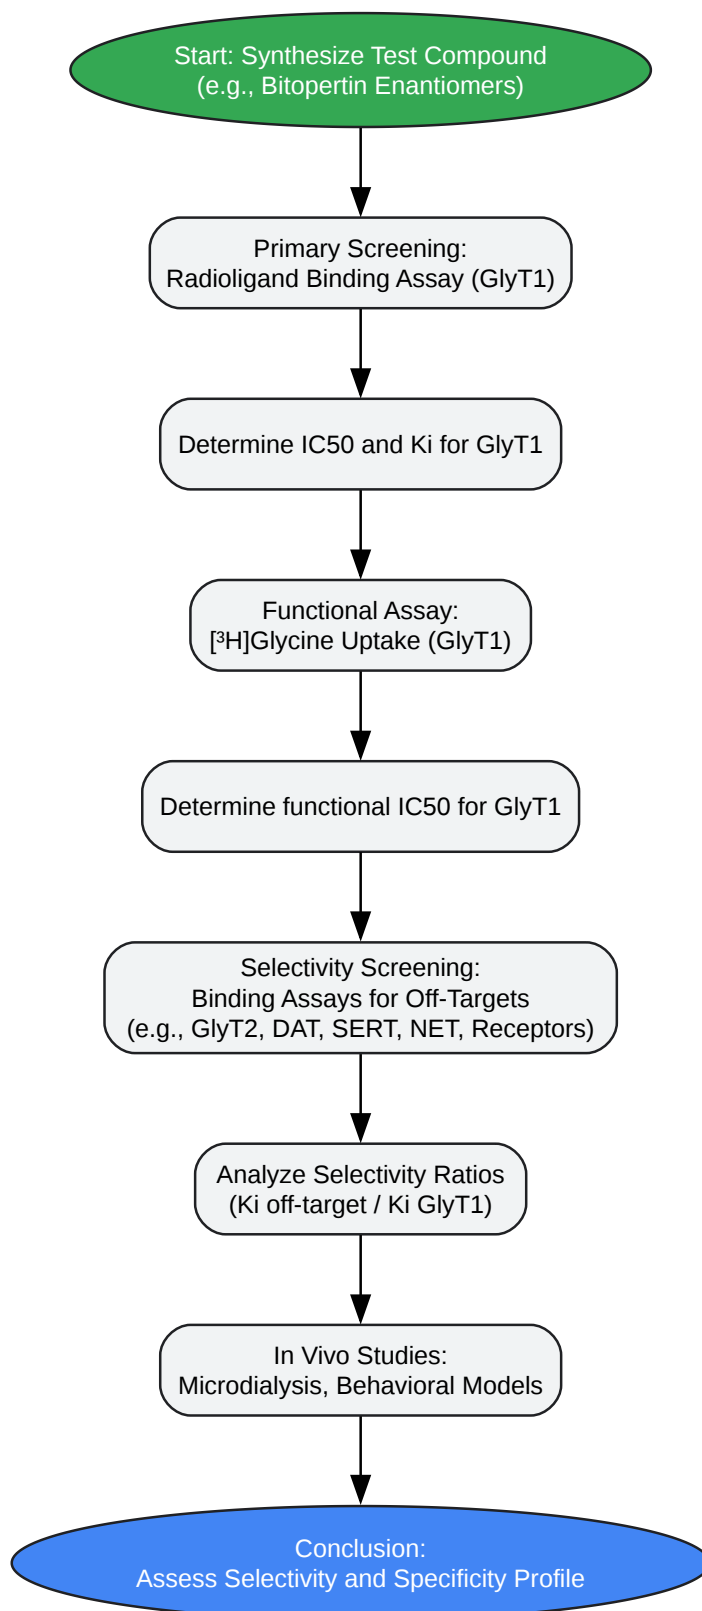 Start: Synthesize Test Compound
(e.g., Bitopertin Enantiomers)
Primary Screening:
Radioligand Binding Assay (GlyT1)
Determine IC50 and Ki for GlyT1
Functional Assay:
[³H]Glycine Uptake (GlyT1)
Determine functional IC50 for GlyT1
Selectivity Screening:
Binding Assays for Off-Targets
(e.g., GlyT2, DAT, SERT, NET, Receptors)
Analyze Selectivity Ratios
(Ki off-target / Ki GlyT1)
In Vivo Studies:
Microdialysis, Behavioral Models
Conclusion:
Assess Selectivity and Specificity Profile